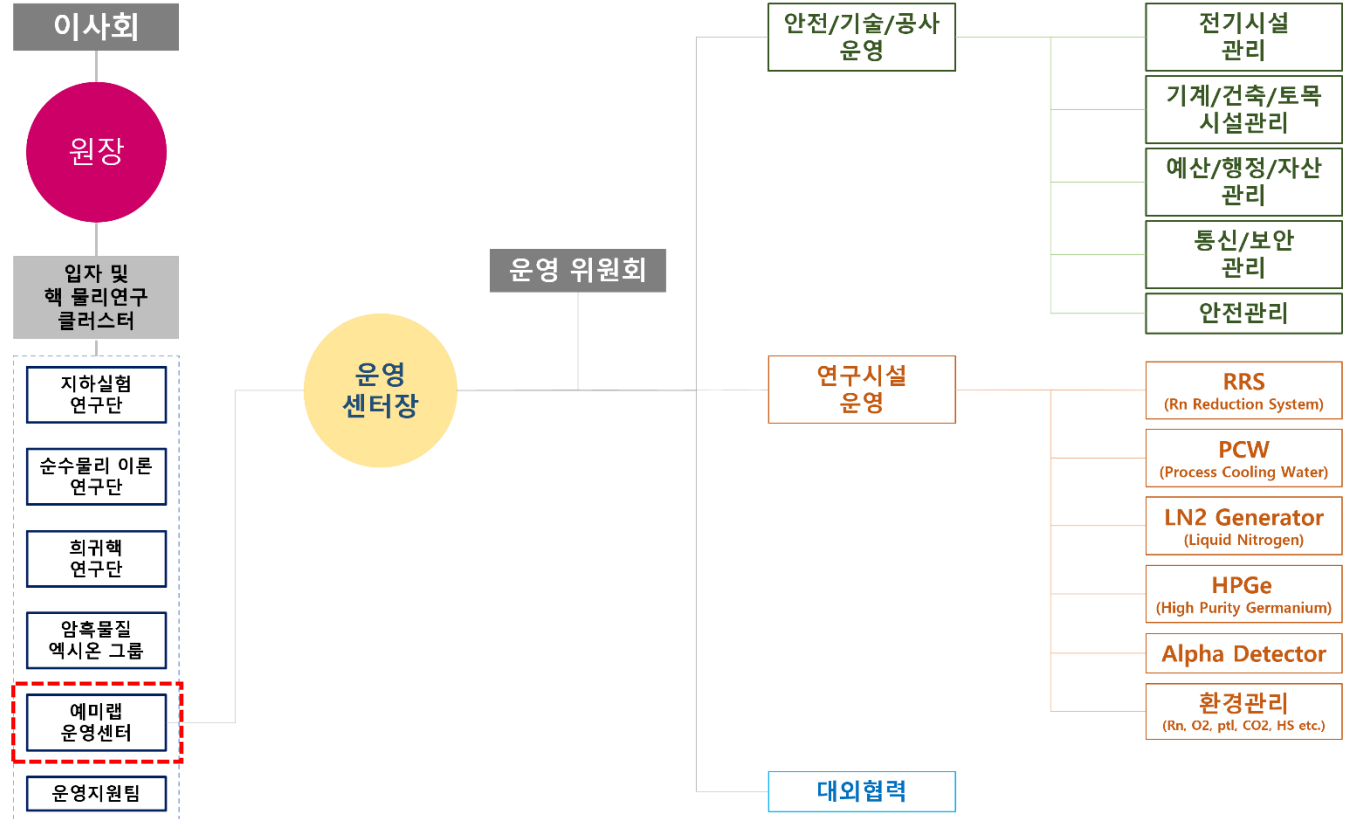 이사회
원장
입자 및
핵 물리연구
클러스터
지하실험
연구단
순수물리 이론
연구단
희귀핵
연구단
암흑물질
엑시온 그룹
예미랩
운영센터
운영지원팀
운영
센터장
운영 위원회
안전/기술/공사
운영
전기시설
관리
기계/건축/토목
시설관리
예산/행정/자산
관리
통신/보안
관리
안전관리
연구시설
운영
RRS
(Rn Reduction System)
PCW
(Process Cooling Water)
LN2 Generator
(Liquid Nitrogen)
HPGe
(High Purity Germanium)
Alpha Detector
환경관리
(Rn, O2, ptl, CO2, HS etc.)
대외협력